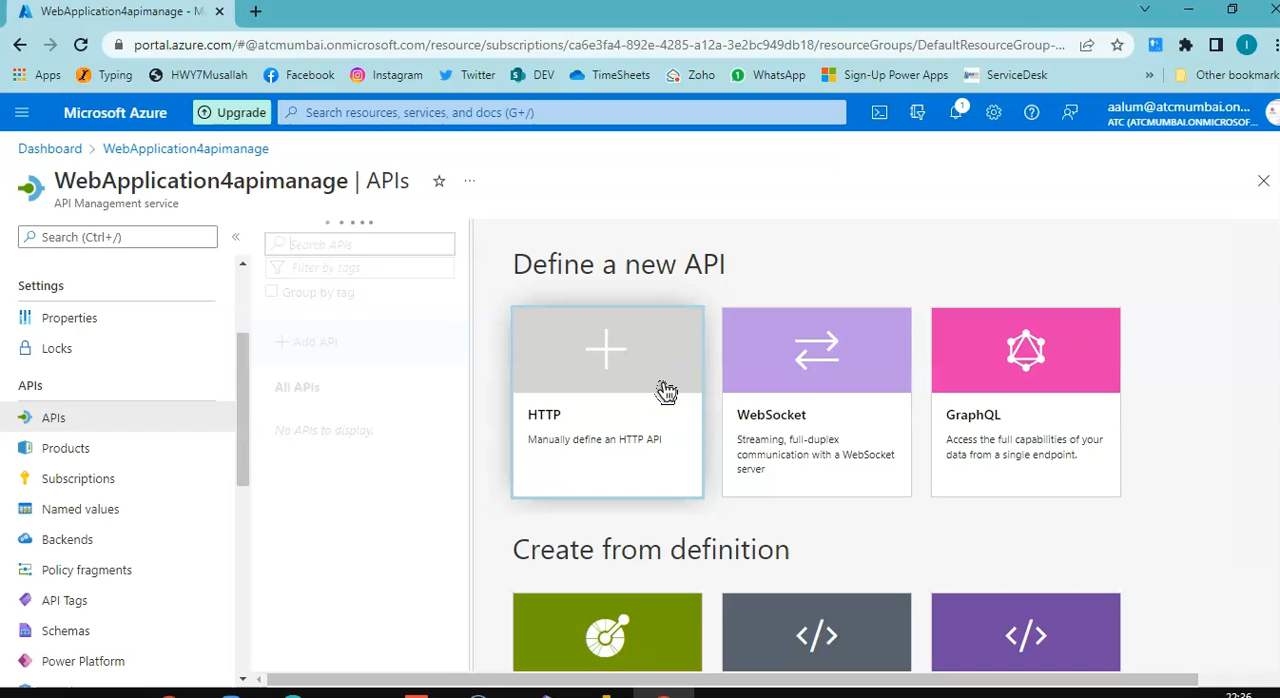 WebApplication4apimanage - M
portal.azure.com/#@atcmumbai.onmicrosoft.com/resource/subscriptions/ca6e3fa4-892e-4285-a12a-3e2bc949db18/resourceGroups/DefaultResourceGroup-...
Apps Typing HWY7Musallah Facebook Instagram Twitter DEV TimeSheets Zoho WhatsApp Sign-Up Power Apps ServiceDesk » Other bookmark
Microsoft Azure Upgrade Search resources, services, and docs (G+/) 1 aalum@atcmumbai.on...
ATC (ATCMUMBAI.ONMICROSOF...
Dashboard > WebApplication4apimanage
WebApplication4apimanage | APIs ...
API Management service
Search (Ctrl+/) «
Settings
Properties
Locks
APIs
APIs
Products
Subscriptions
Named values
Backends
Policy fragments
API Tags
Schemas
Power Platform
Search APIs
Filter by tags
Group by tag
Add API
All APIs
No APIs to display.
Define a new API
HTTP
Manually define an HTTP API
WebSocket
Streaming, full-duplex
communication with a WebSocket
server
GraphQL
Access the full capabilities of your
data from a single endpoint.
Create from definition
</>
</>
22:26